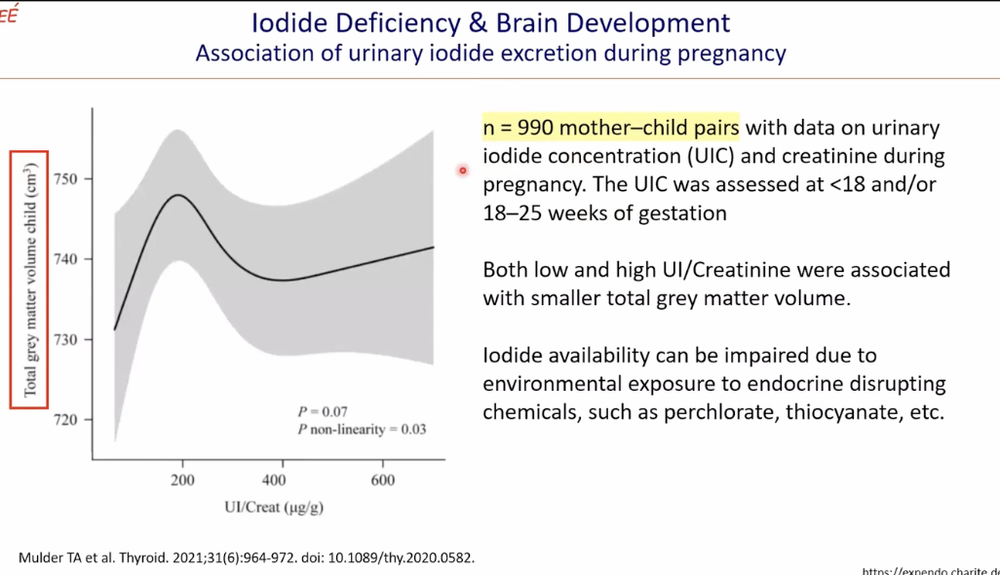 EÉ
Iodide Deficiency & Brain Development
Association of urinary iodide excretion during pregnancy
Total grey matter volume child (cm³)
750
740
730
720
P = 0.07
P non-linearity = 0.03
200
400
600
UI/Creat (µg/g)
n = 990 mother–child pairs with data on urinary
iodide concentration (UIC) and creatinine during
pregnancy. The UIC was assessed at <18 and/or
18–25 weeks of gestation
Both low and high UI/Creatinine were associated
with smaller total grey matter volume.
Iodide availability can be impaired due to
environmental exposure to endocrine disrupting
chemicals, such as perchlorate, thiocyanate, etc.
Mulder TA et al. Thyroid. 2021;31(6):964-972. doi: 10.1089/thy.2020.0582.
https://expendo.charite.de